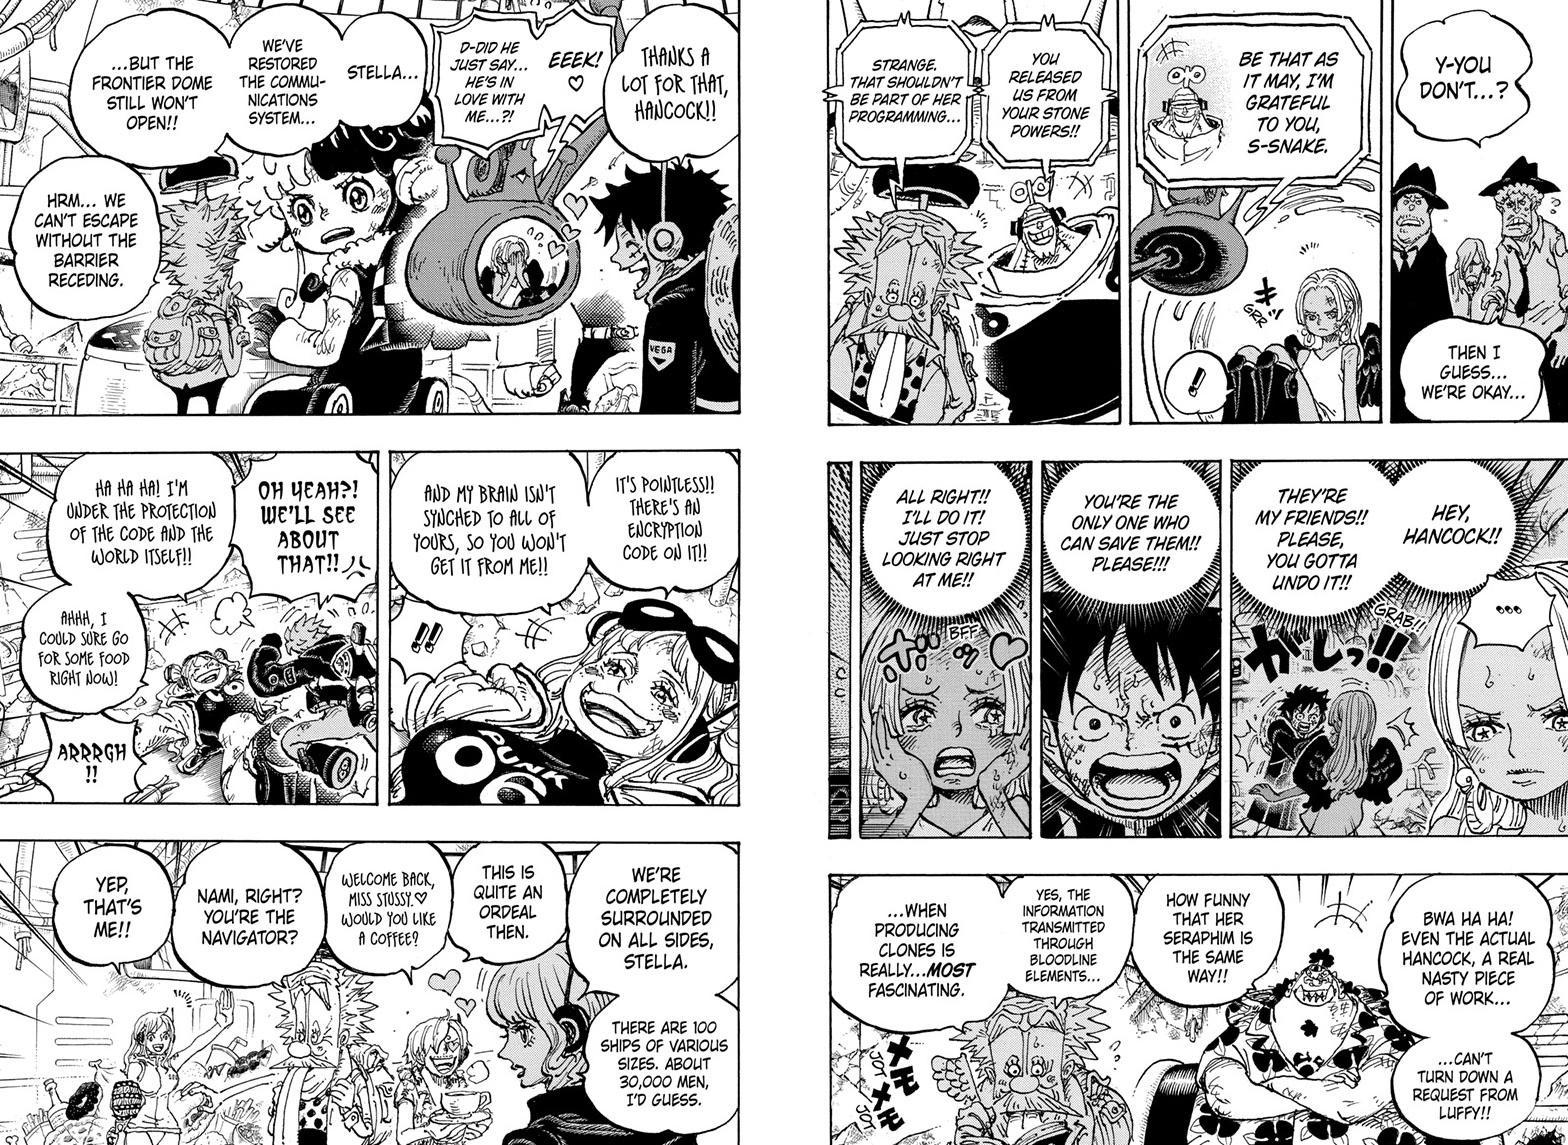 Y-YOU
DON'T...?
THEN I
GUESS...
WE'RE OKAY...
BE THAT AS
IT MAY, I'M
GRATEFUL
TO YOU,
S-SNAKE.
キッ
GRR
!
YOU
RELEASED
US FROM
YOUR STONE
POWERS!!
STRANGE.
THAT SHOULDN'T
BE PART OF HER
PROGRAMMING...
HEY,
HANCOCK!!
...
THEY'RE
MY FRIENDS!!
PLEASE,
YOU GOTTA
UNDO IT!!
GRAB!!
がしっ!!
YOU'RE THE
ONLY ONE WHO
CAN SAVE THEM!!
PLEASE!!!
ALL RIGHT!!
I'LL DO IT!
JUST STOP
LOOKING RIGHT
AT ME!!
BFF
ボッ
BWA HA HA!
EVEN THE ACTUAL
HANCOCK, A REAL
NASTY PIECE
OF WORK...
...CAN'T
TURN DOWN A
REQUEST FROM
LUFFY!!
HOW FUNNY
THAT HER
SERAPHIM IS
THE SAME
WAY!!
YES, THE
INFORMATION
TRANSMITTED
THROUGH
BLOODLINE
ELEMENTS...
...WHEN
PRODUCING
CLONES IS
REALLY...MOST
FASCINATING.
メモ
JOT
メモ
JOT
THANKS A
LOT FOR THAT,
HANCOCK!!
EEEK!
♡
D-DID HE
JUST SAY...
HE'S IN
LOVE WITH
ME...?!
STELLA...
WE'VE
RESTORED
THE COMMU-
NICATIONS
SYSTEM...
...BUT THE
FRONTIER DOME
STILL WON'T
OPEN!!
HRM... WE
CAN'T ESCAPE
WITHOUT THE
BARRIER
RECEDING.
VEGA
IT'S POINTLESS!!
THERE'S AN
ENCRYPTION
CODE ON IT!!
AND MY BRAIN ISN'T
SYNCHED TO ALL OF
YOURS, SO YOU WON'T
GET IT FROM ME!!
!!
PUNK
OH YEAH?!
WE'LL SEE
ABOUT
THAT!!
HA HA HA! I'M
UNDER THE PROTECTION
OF THE CODE AND THE
WORLD ITSELF!!
AHHH, I
COULD SURE GO
FOR SOME FOOD
RIGHT NOW!
ARRRGH
!!
WE'RE
COMPLETELY
SURROUNDED
ON ALL SIDES,
STELLA.
THERE ARE 100
SHIPS OF VARIOUS
SIZES. ABOUT
30,000 MEN,
I'D GUESS.
THIS IS
QUITE AN
ORDEAL
THEN.
WELCOME BACK,
MISS STUSSY.♡
WOULD YOU LIKE
A COFFEE?
NAMI, RIGHT?
YOU'RE THE
NAVIGATOR?
YEP,
THAT'S
ME!!